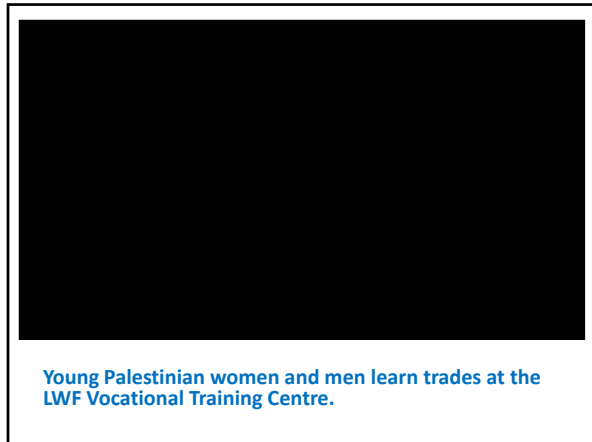 Young Palestinian women and men learn trades at the
LWF Vocational Training Centre.